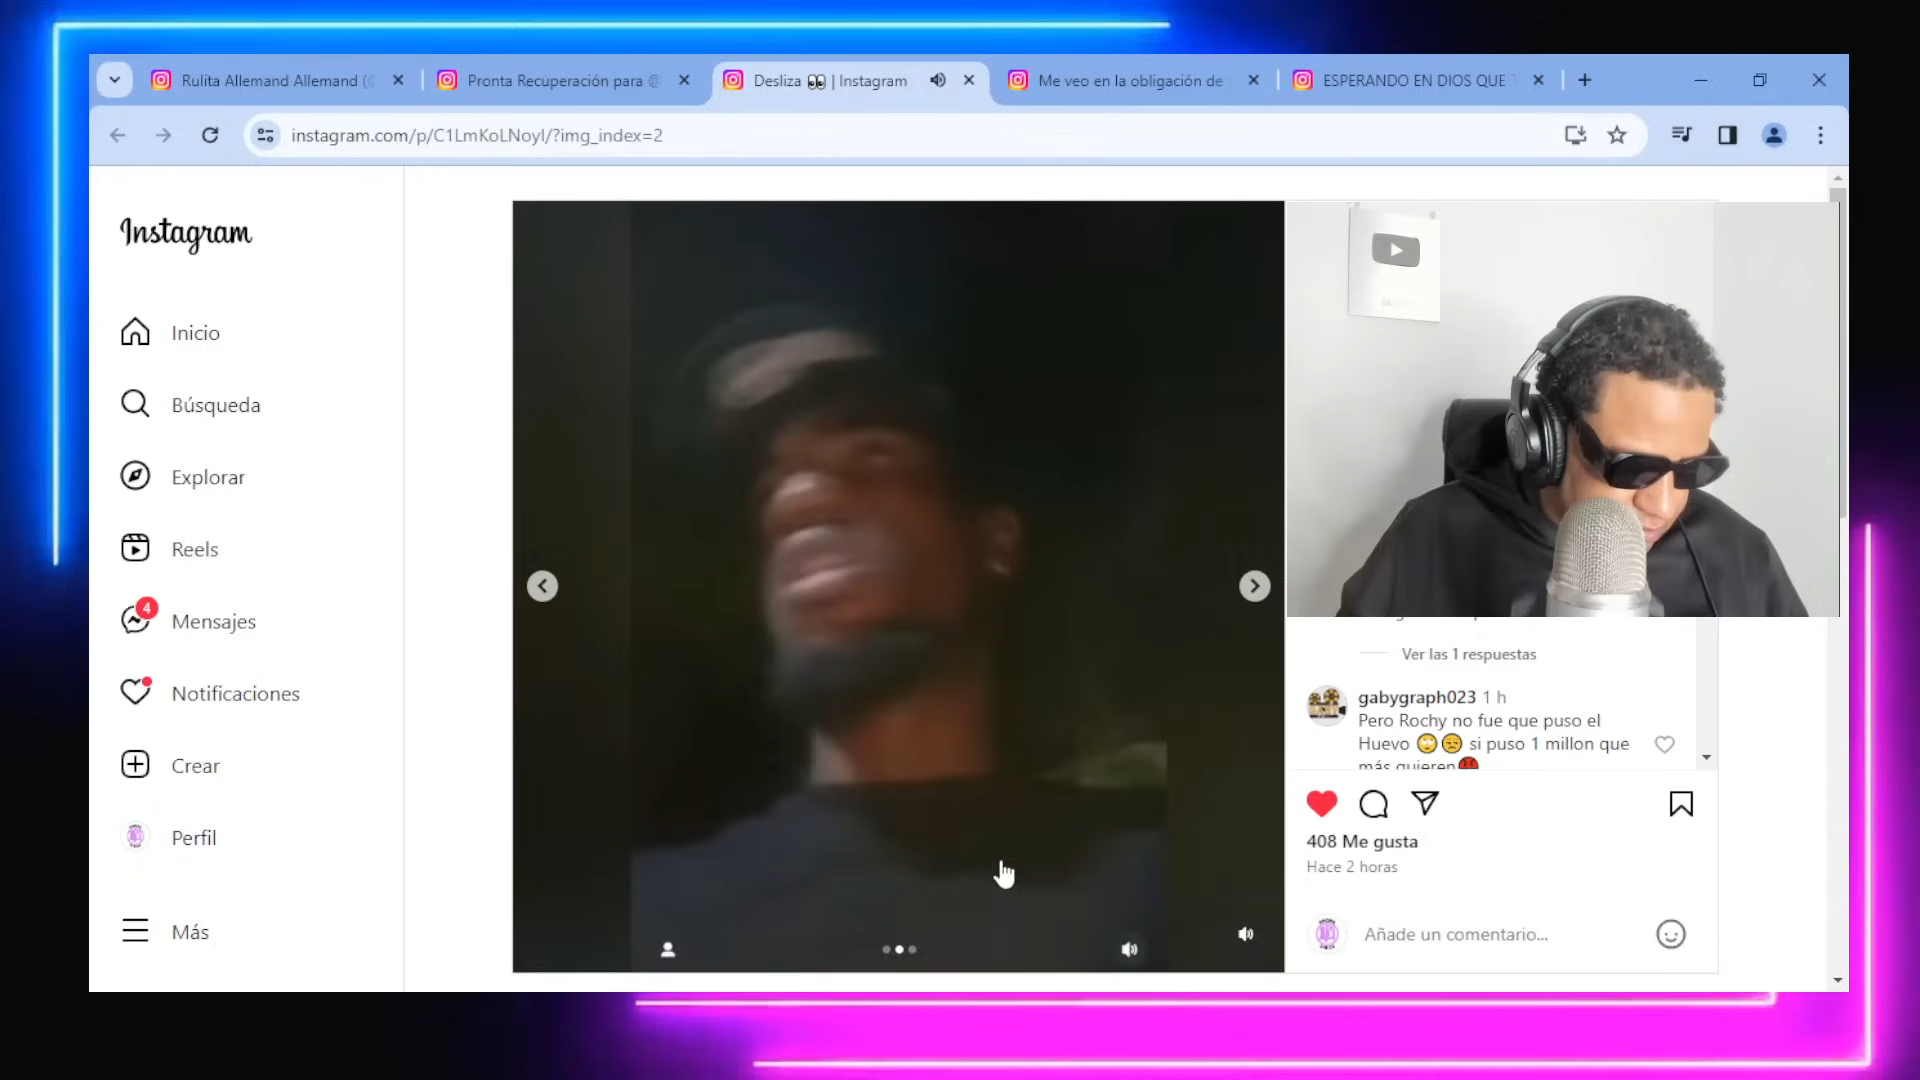 Rulita Allemand Allemand (
Pronta Recuperación para @
Desliza 👀 | Instagram
Me veo en la obligación de
ESPERANDO EN DIOS QUE
instagram.com/p/C1LmKoLNoyI/?img_index=2
Instagram
Inicio
Búsqueda
Explorar
Reels
4
Mensajes
Notificaciones
Crear
Perfil
Más
Ver las 1 respuestas
gabygraph023 1 h
Pero Rochy no fue que puso el
Huevo 🙄😒 si puso 1 millon que
más quieren🤬
408 Me gusta
Hace 2 horas
Añade un comentario...